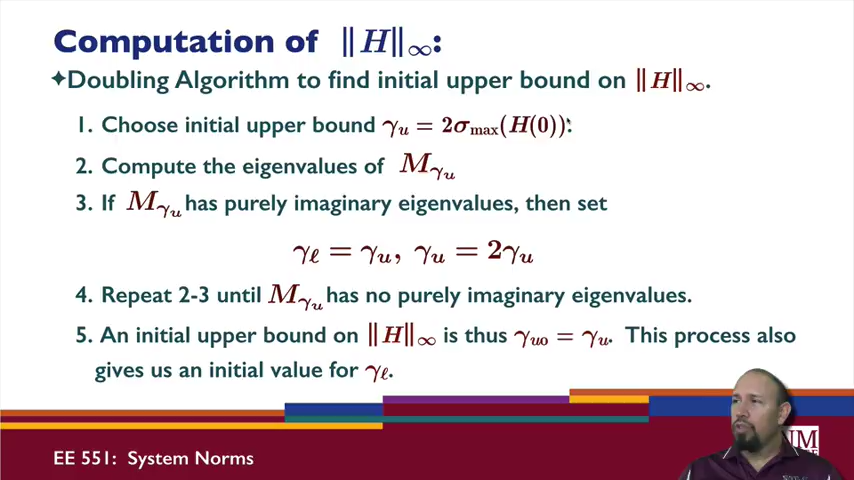 Computation of ‖H‖∞:
✦Doubling Algorithm to find initial upper bound on ‖H‖∞.
1. Choose initial upper bound γᵤ = 2σmax(H(0)):
2. Compute the eigenvalues of Mγᵤ
3. If Mγᵤ has purely imaginary eigenvalues, then set
γℓ = γᵤ, γᵤ = 2γᵤ
4. Repeat 2-3 until Mγᵤ has no purely imaginary eigenvalues.
5. An initial upper bound on ‖H‖∞ is thus γᵤₒ = γᵤ. This process also
gives us an initial value for γℓ.
EE 551: System Norms